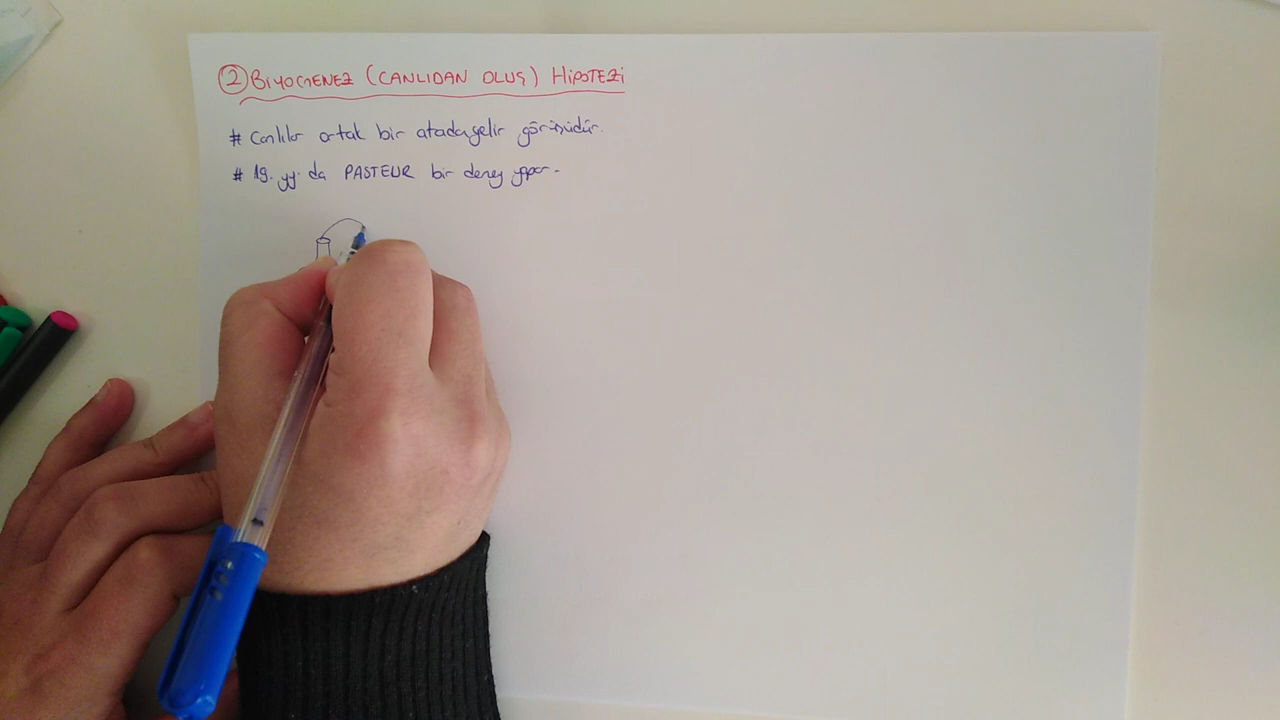 ② BİYOGENEZ (CANLIDAN OLUŞ) HİPOTEZİ
# Canlılar ortak bir atada gelir görüşüdür.
# 19. yy. da PASTEUR bir deney yapar.